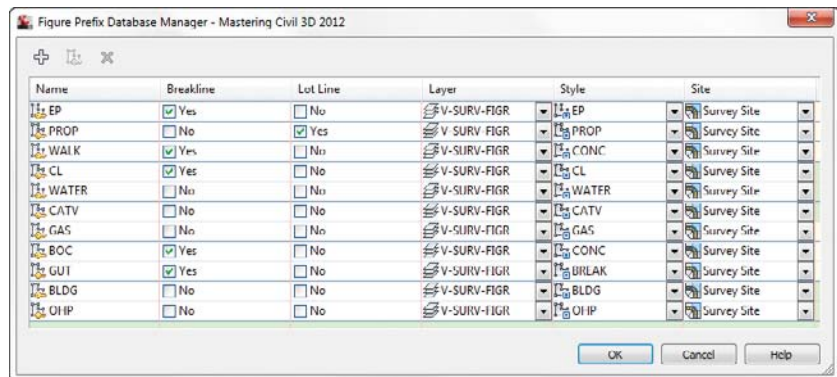 Figure Prefix Database Manager - Mastering Civil 3D 2012
Name Breakline Lot Line Layer Style Site
EP Yes No V-SURV-FIGR EP Survey Site
PROP No Yes V-SURV-FIGR PROP Survey Site
WALK Yes No V-SURV-FIGR CONC Survey Site
CL Yes No V-SURV-FIGR CL Survey Site
WATER No No V-SURV-FIGR WATER Survey Site
CATV No No V-SURV-FIGR CATV Survey Site
GAS No No V-SURV-FIGR GAS Survey Site
BOC Yes No V-SURV-FIGR CONC Survey Site
GUT Yes No V-SURV-FIGR BREAK Survey Site
BLDG No No V-SURV-FIGR BLDG Survey Site
OHP No No V-SURV-FIGR OHP Survey Site
OK Cancel Help